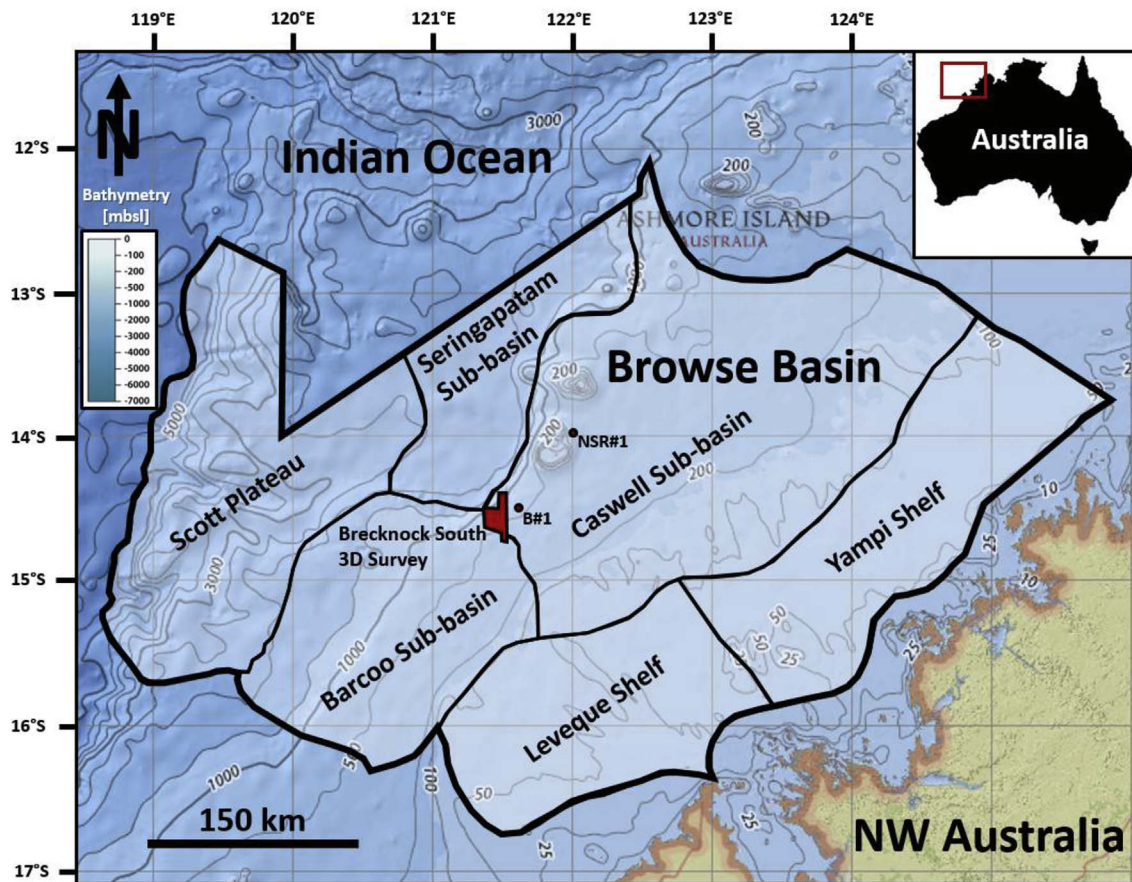 119°E 120°E 121°E 122°E 123°E 124°E
Indian Ocean
3000
200
200
Australia
N
12°S
Bathymetry
[mbsl]
0
-100
-200
-1000
-2000
-3000
-4000
-5000
-6000
-7000
ASHMORE ISLAND
AUSTRALIA
13°S
1000
Seringapatam
Sub-basin
100
Browse Basin
200
5000
14°S
200
NSR#1
Caswell Sub-basin
200
Scott Plateau
B#1
Brecknock South
3D Survey
10
25
Yampi Shelf
10
15°S
3000
50
50
25
25
Barcoo Sub-basin
1000
Leveque Shelf
16°S
1000
500
100
50
25
25
150 km
NW Australia
17°S